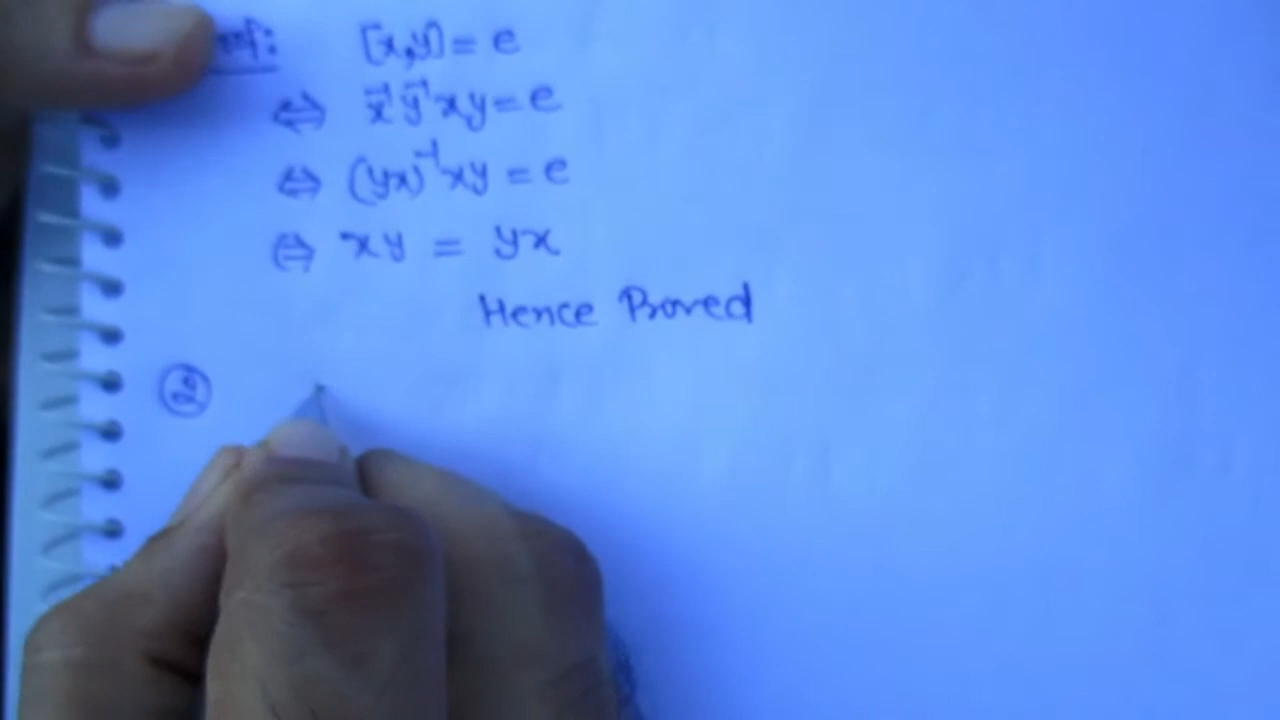 [x,y] = e
⇔ x⁻¹y⁻¹xy = e
⇔ (yx)⁻¹xy = e
⇔ xy = yx
Hence Proved
②